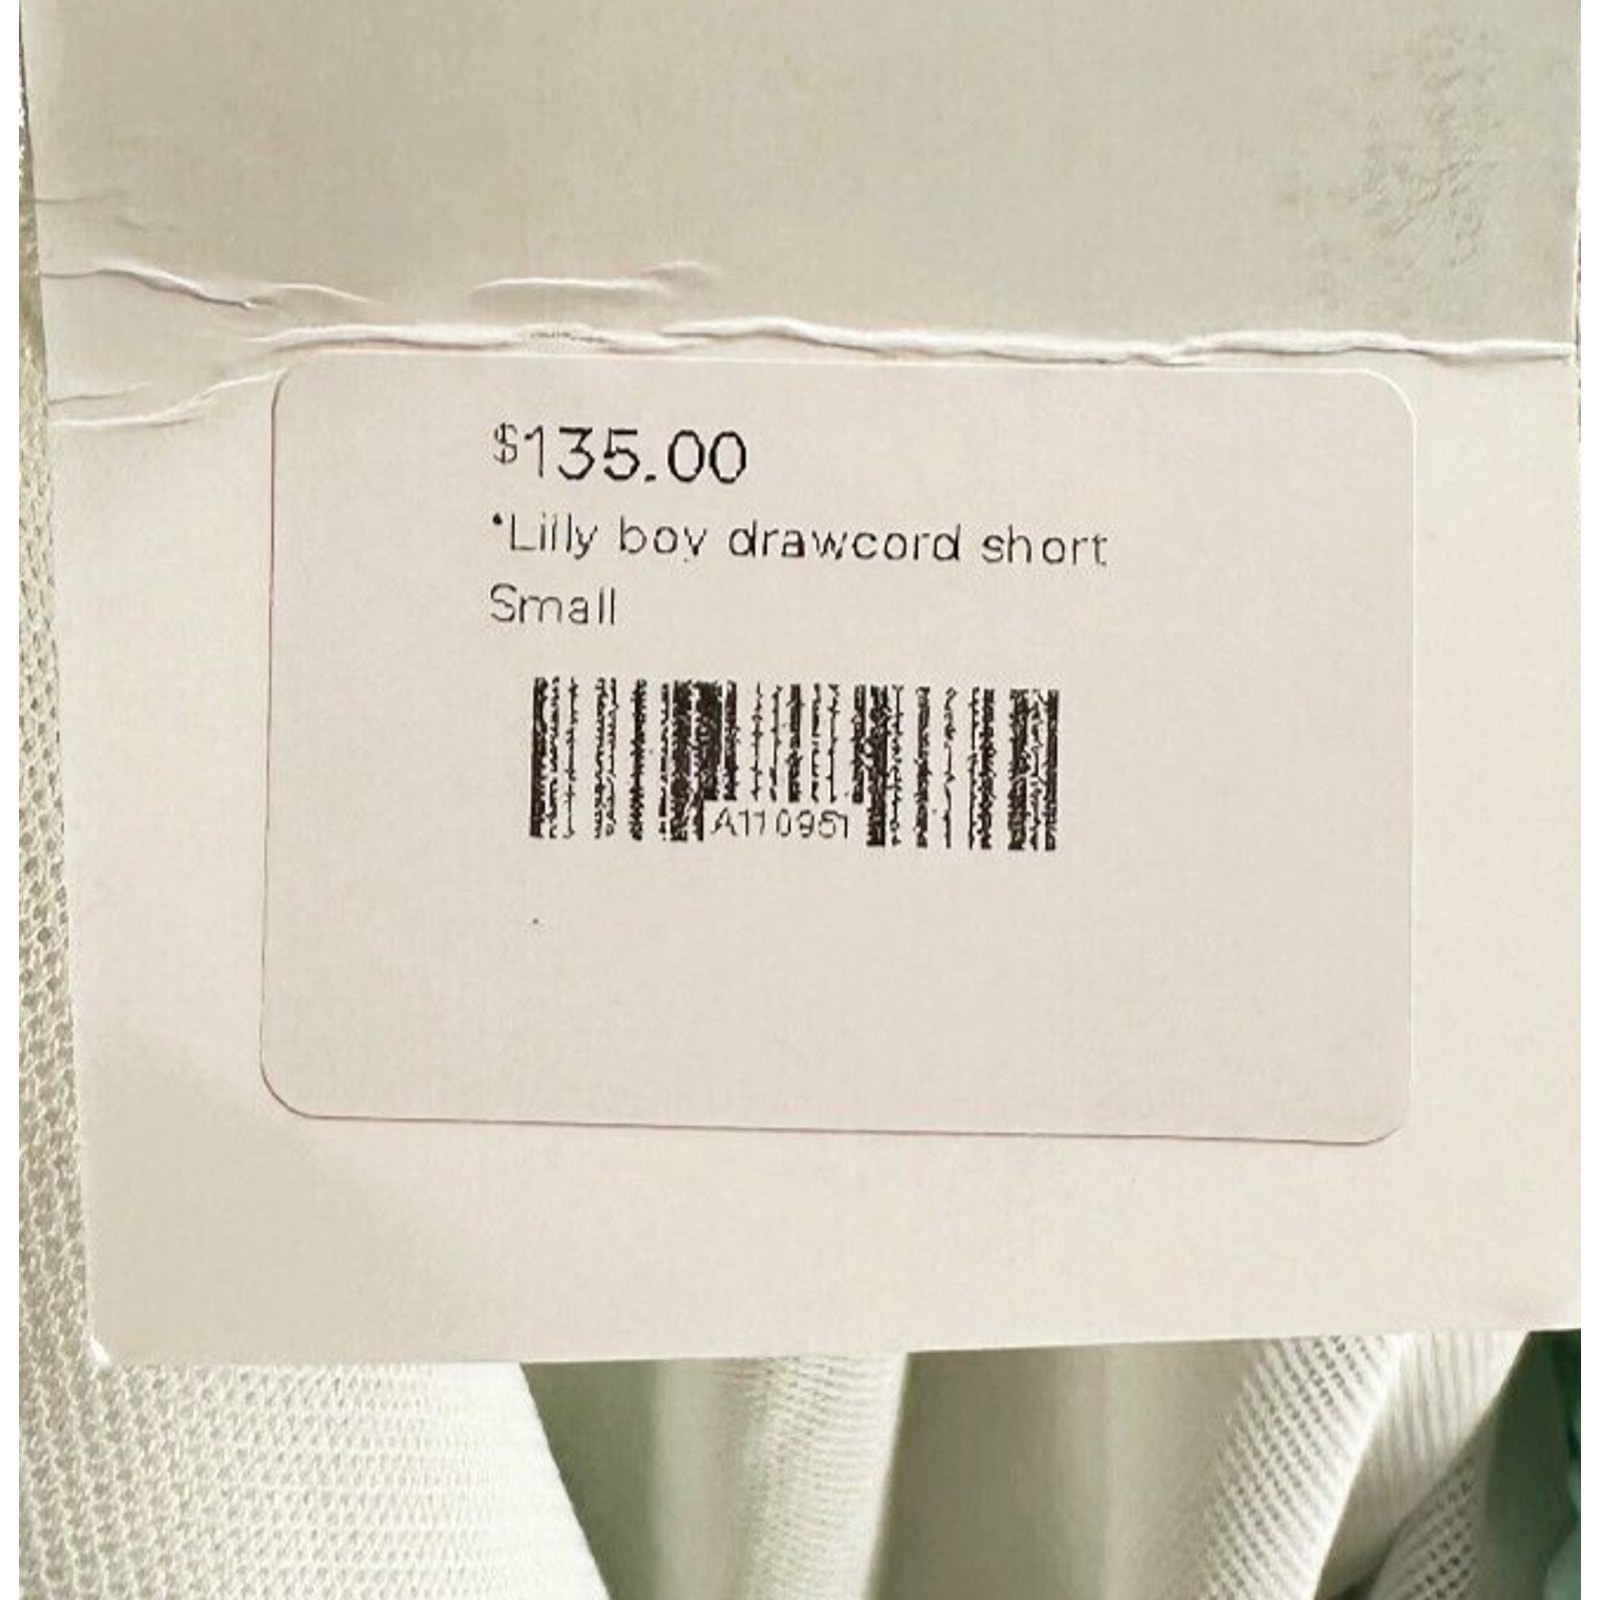 $135.00
*Lilly boy drawcord short
Small
A110951